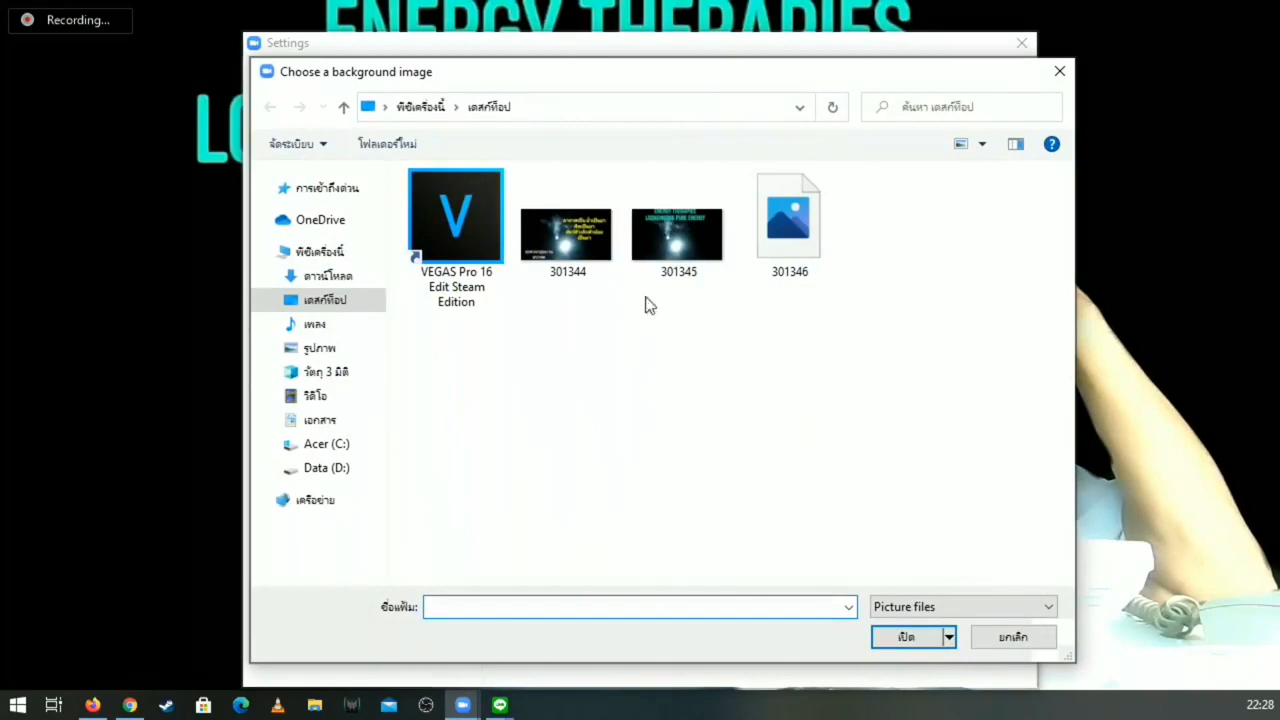 Recording...
ENERGY THERAPIES
Settings
Choose a background image
พีซีเครื่องนี้
เดสก์ท็อป
ค้นหา เดสก์ท็อป
จัดระเบียบ
โฟลเดอร์ใหม่
การเข้าถึงด่วน
OneDrive
พีซีเครื่องนี้
ดาวน์โหลด
เดสก์ท็อป
เพลง
รูปภาพ
วัตถุ 3 มิติ
วิดีโอ
เอกสาร
Acer (C:)
Data (D:)
เครือข่าย
V
VEGAS Pro 16
Edit Steam
Edition
301344
ENERGY THERAPIES
301345
301346
ชื่อแฟ้ม:
Picture files
เปิด
ยกเลิก
22:28